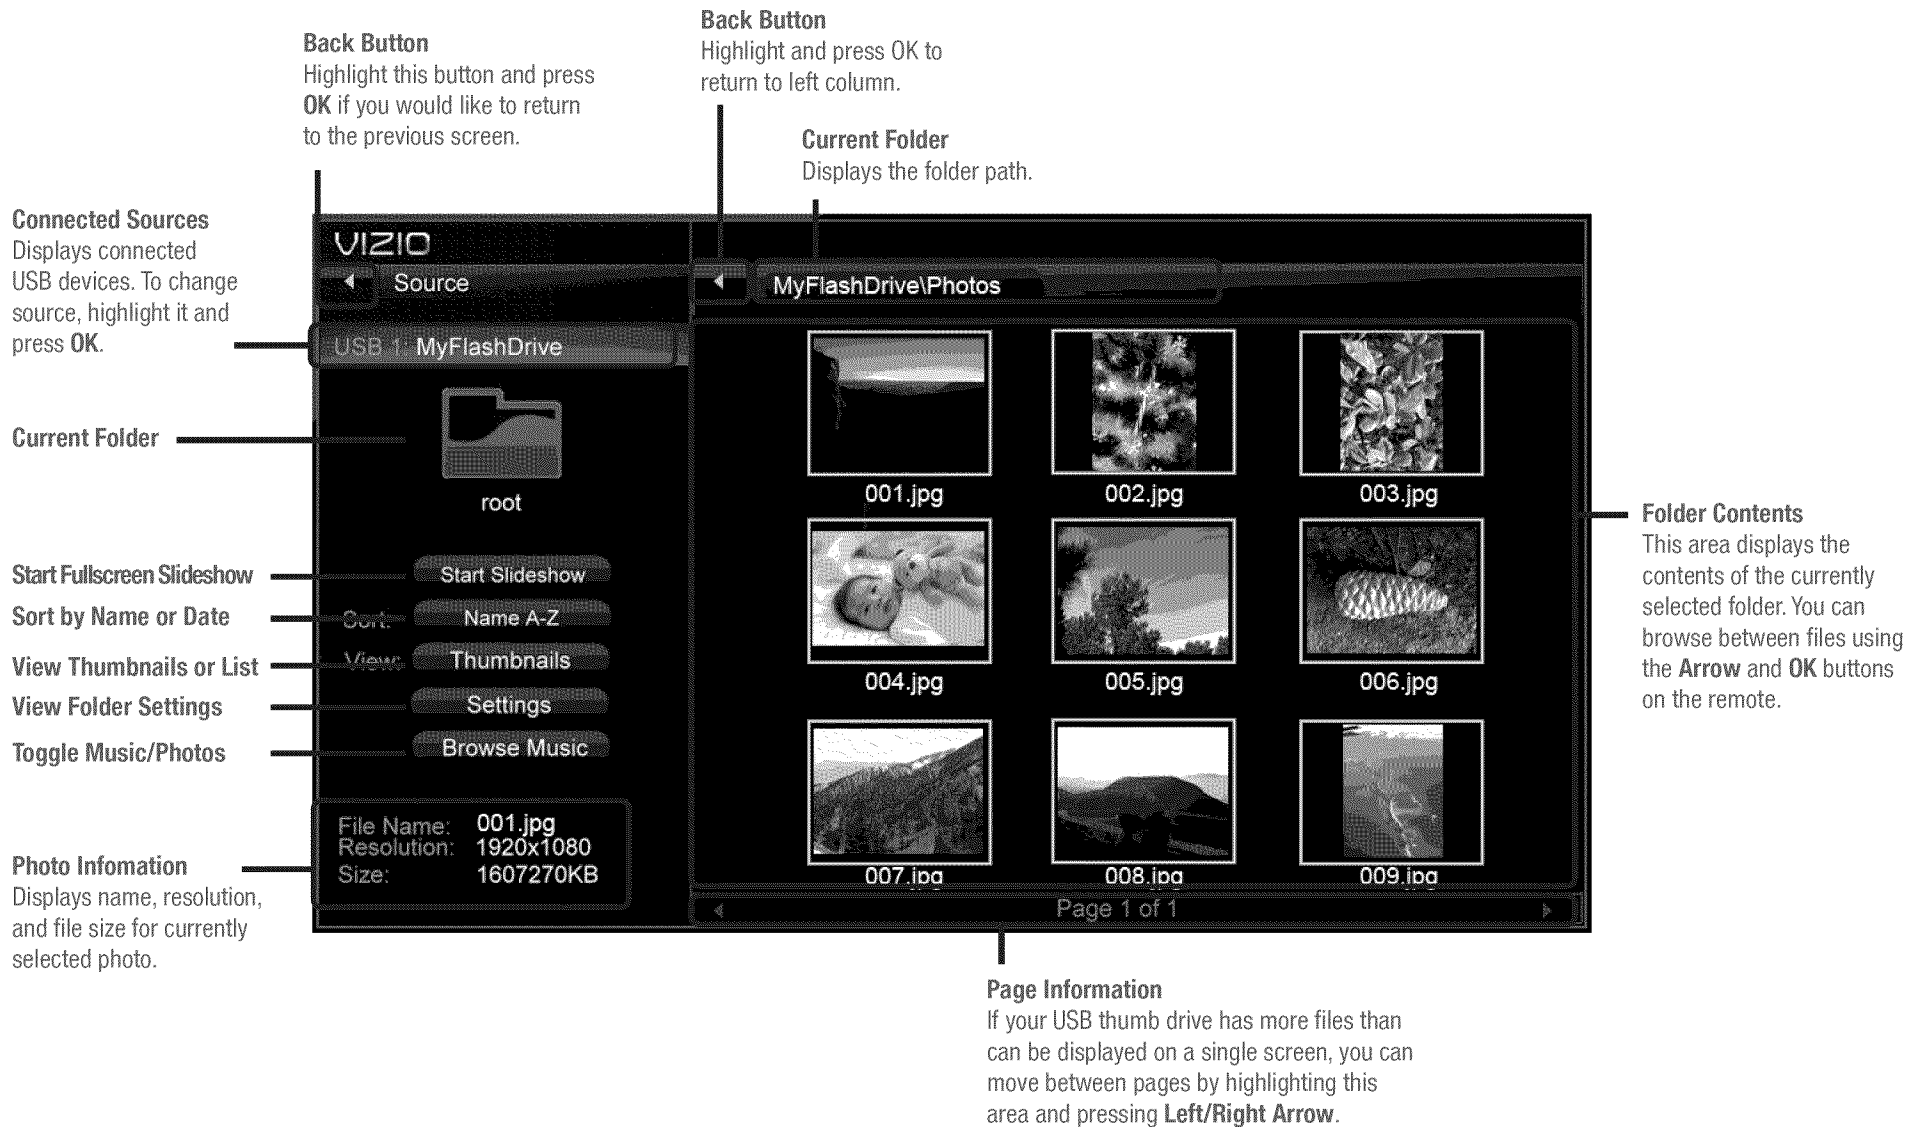 Back Button
Highlight this button and press
OK if you would like to return
to the previous screen.
Back Button
Highlight and press OK to
return to left column.
Current Folder
Displays the folder path.
Connected Sources
Displays connected
USB devices. To change
source, highlight it and
press OK.
Current Folder
Start Fullscreen Slideshow
Sort by Name or Date
View Thumbnails or List
View Folder Settings
Toggle Music/Photos
Photo Infomation
Displays name, resolution,
and file size for currently
selected photo.
VIZIO
Source
USB 1: MyFlashDrive
root
Start Slideshow
Sort: Name A-Z
View: Thumbnails
Settings
Browse Music
File Name: 001.jpg
Resolution: 1920x1080
Size: 1607270KB
MyFlashDrive\Photos
001.jpg 002.jpg 003.jpg
004.jpg 005.jpg 006.jpg
007.jpg 008.jpg 009.jpg
Page 1 of 1
Folder Contents
This area displays the
contents of the currently
selected folder. You can
browse between files using
the Arrow and OK buttons
on the remote.
Page Information
If your USB thumb drive has more files than
can be displayed on a single screen, you can
move between pages by highlighting this
area and pressing Left/Right Arrow.